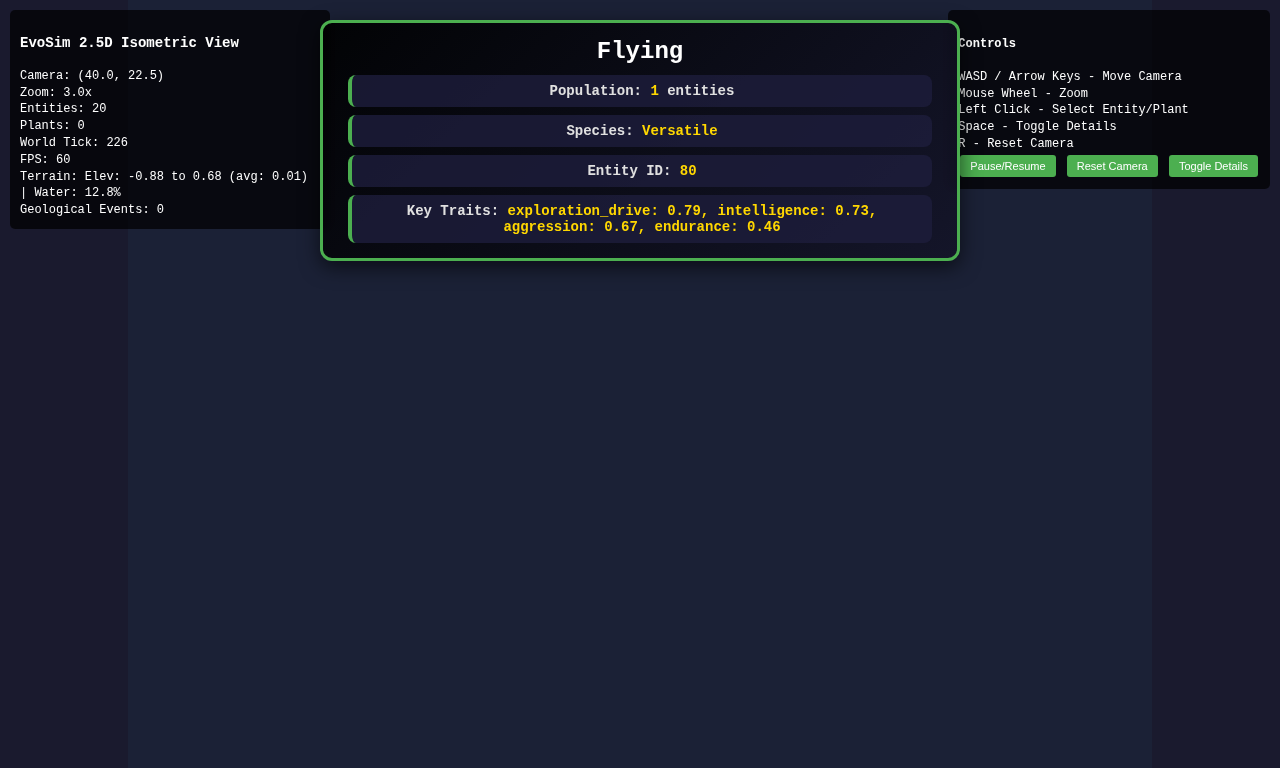 EvoSim 2.5D Isometric View
Camera: (40.0, 22.5)
Zoom: 3.0x
Entities: 20
Plants: 0
World Tick: 226
FPS: 60
Terrain: Elev: -0.88 to 0.68 (avg: 0.01)
| Water: 12.8%
Geological Events: 0
Flying
Population: 1 entities
Species: Versatile
Entity ID: 80
Key Traits: exploration_drive: 0.79, intelligence: 0.73,
aggression: 0.67, endurance: 0.46
Controls
WASD / Arrow Keys - Move Camera
Mouse Wheel - Zoom
Left Click - Select Entity/Plant
Space - Toggle Details
R - Reset Camera
Pause/Resume Reset Camera Toggle Details